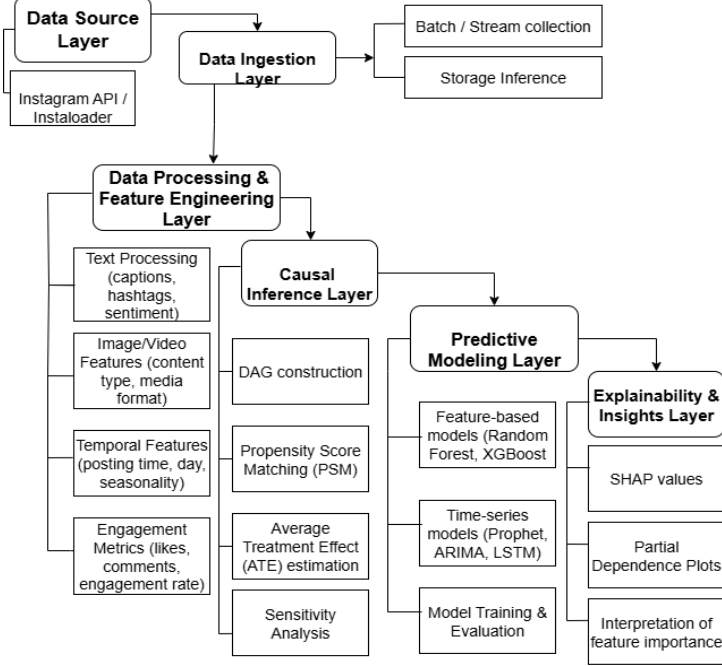 Data Source
Layer
Instagram API /
Instaloader
Data Ingestion
Layer
Batch / Stream collection
Storage Inference
Data Processing &
Feature Engineering
Layer
Text Processing
(captions,
hashtags,
sentiment)
Image/Video
Features (content
type, media
format)
Temporal Features
(posting time, day,
seasonality)
Engagement
Metrics (likes,
comments,
engagement rate)
Causal
Inference Layer
DAG construction
Propensity Score
Matching (PSM)
Average
Treatment Effect
(ATE) estimation
Sensitivity
Analysis
Predictive
Modeling Layer
Feature-based
models (Random
Forest, XGBoost
Time-series
models (Prophet,
ARIMA, LSTM)
Model Training &
Evaluation
Explainability &
Insights Layer
SHAP values
Partial
Dependence Plots
Interpretation of
feature importance